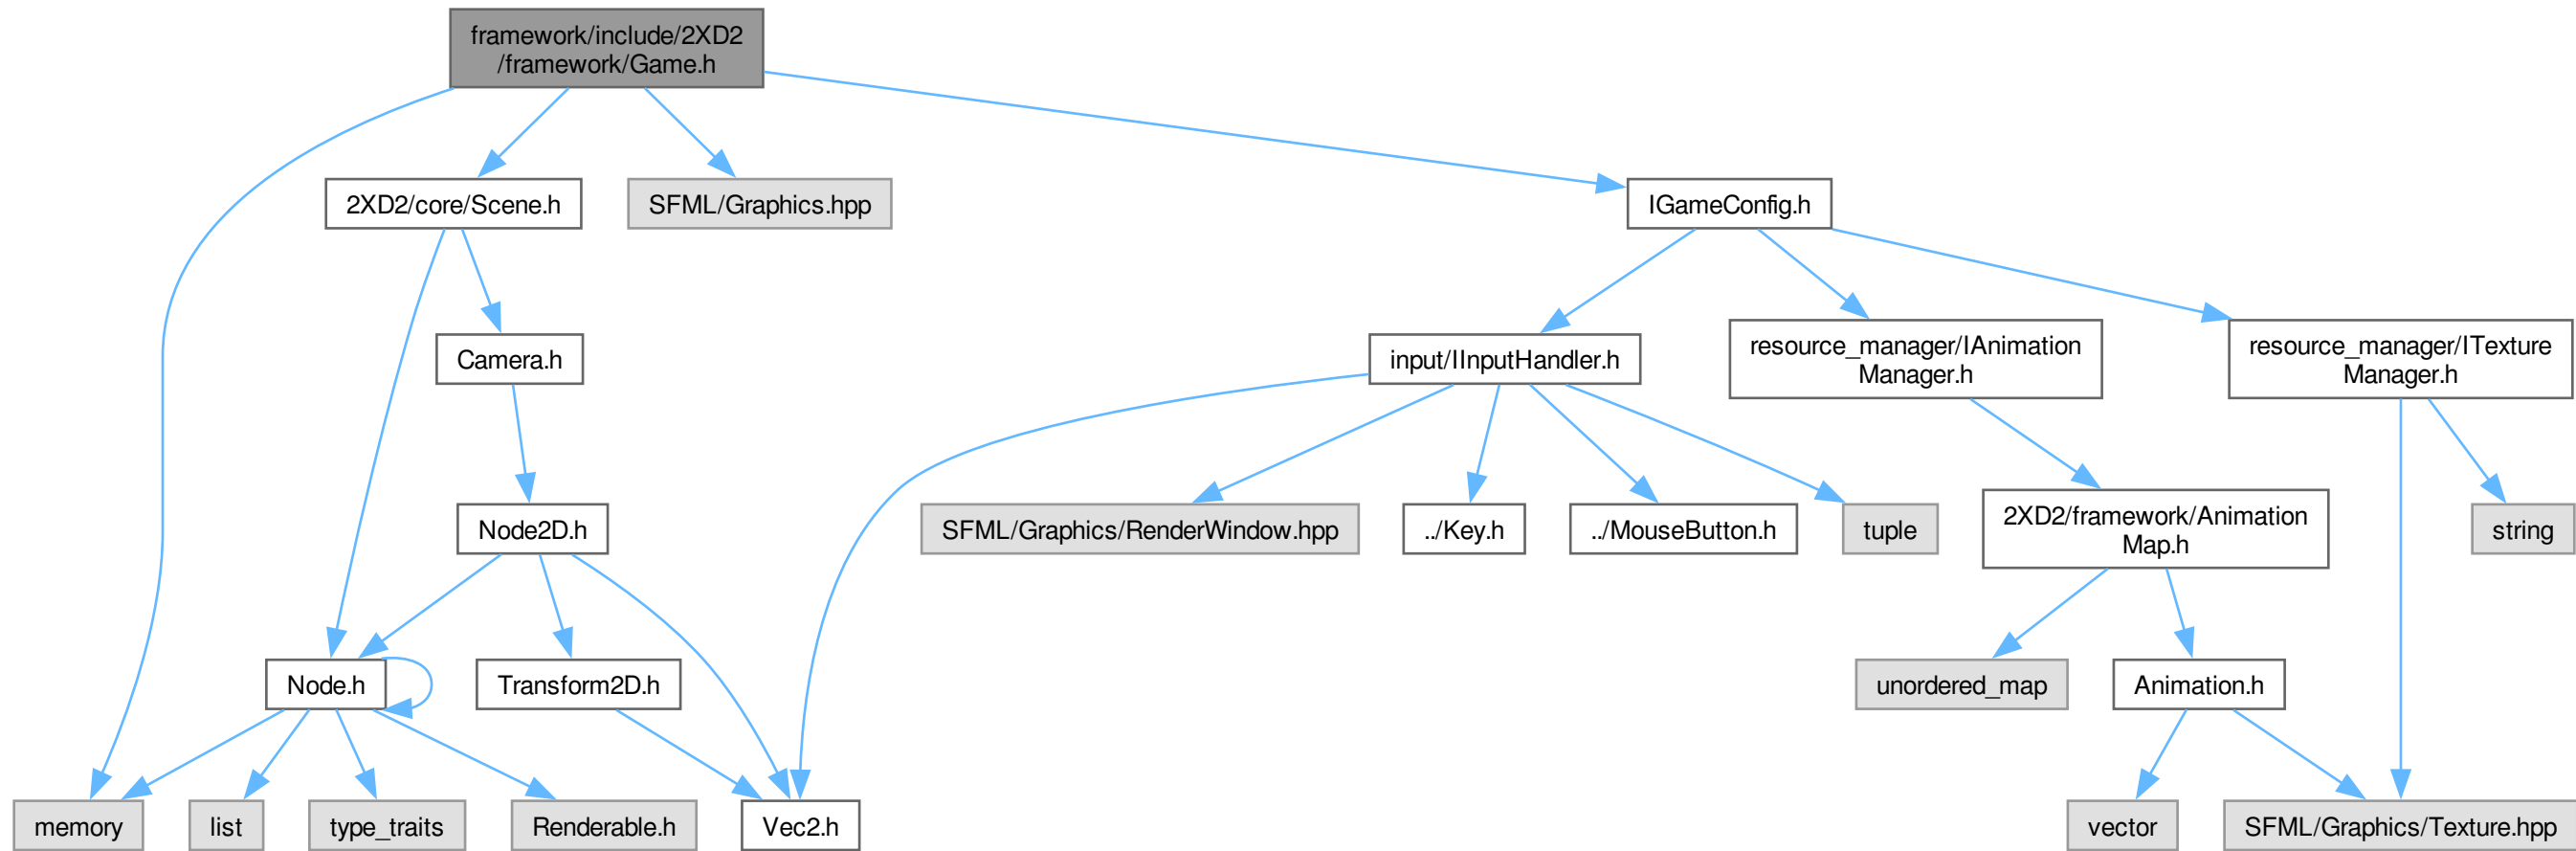 framework/include/2XD2
/framework/Game.h
2XD2/core/Scene.h
SFML/Graphics.hpp
IGameConfig.h
Camera.h
input/IInputHandler.h
resource_manager/IAnimation
Manager.h
resource_manager/ITexture
Manager.h
Node2D.h
SFML/Graphics/RenderWindow.hpp
../Key.h
../MouseButton.h
tuple
2XD2/framework/Animation
Map.h
string
Node.h
Transform2D.h
unordered_map
Animation.h
memory
list
type_traits
Renderable.h
Vec2.h
vector
SFML/Graphics/Texture.hpp